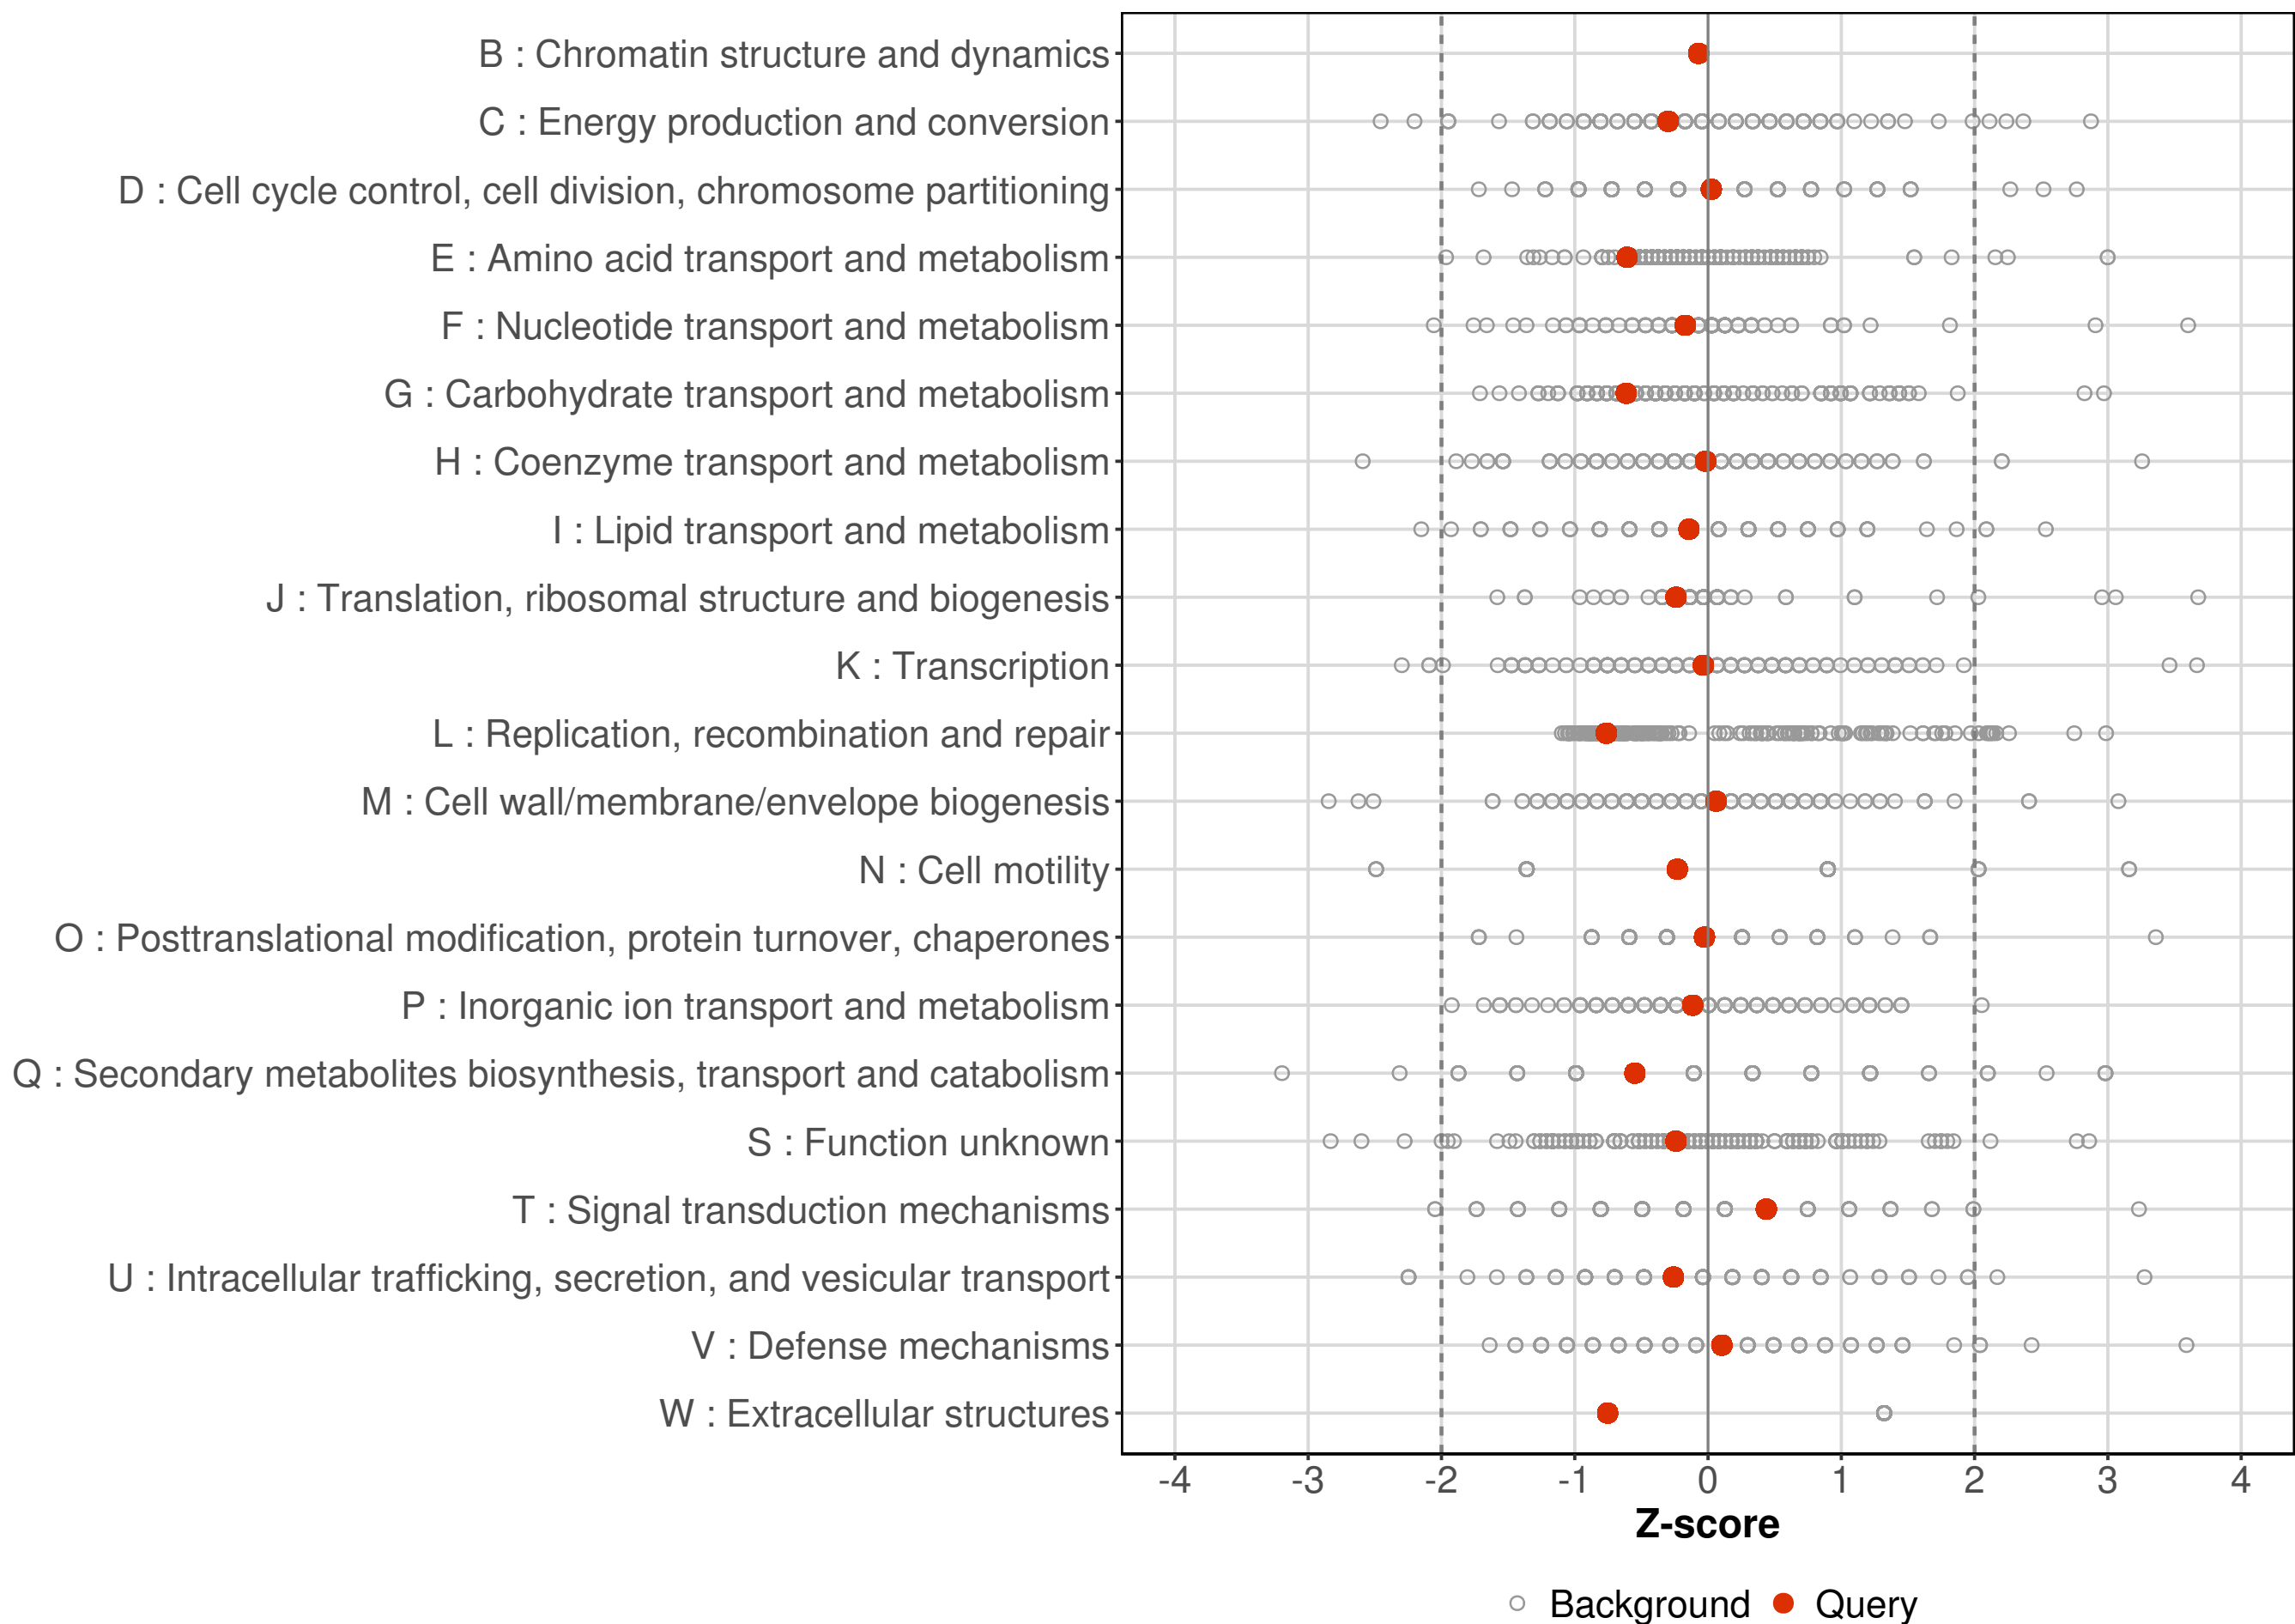 B : Chromatin structure and dynamics
C : Energy production and conversion
D : Cell cycle control, cell division, chromosome partitioning
E : Amino acid transport and metabolism
F : Nucleotide transport and metabolism
G : Carbohydrate transport and metabolism
H : Coenzyme transport and metabolism
I : Lipid transport and metabolism
J : Translation, ribosomal structure and biogenesis
K : Transcription
L : Replication, recombination and repair
M : Cell wall/membrane/envelope biogenesis
N : Cell motility
O : Posttranslational modification, protein turnover, chaperones
P : Inorganic ion transport and metabolism
Q : Secondary metabolites biosynthesis, transport and catabolism
S : Function unknown
T : Signal transduction mechanisms
U : Intracellular trafficking, secretion, and vesicular transport
V : Defense mechanisms
W : Extracellular structures
-4 -3 -2 -1 0 1 2 3 4
Z-score
Background Query